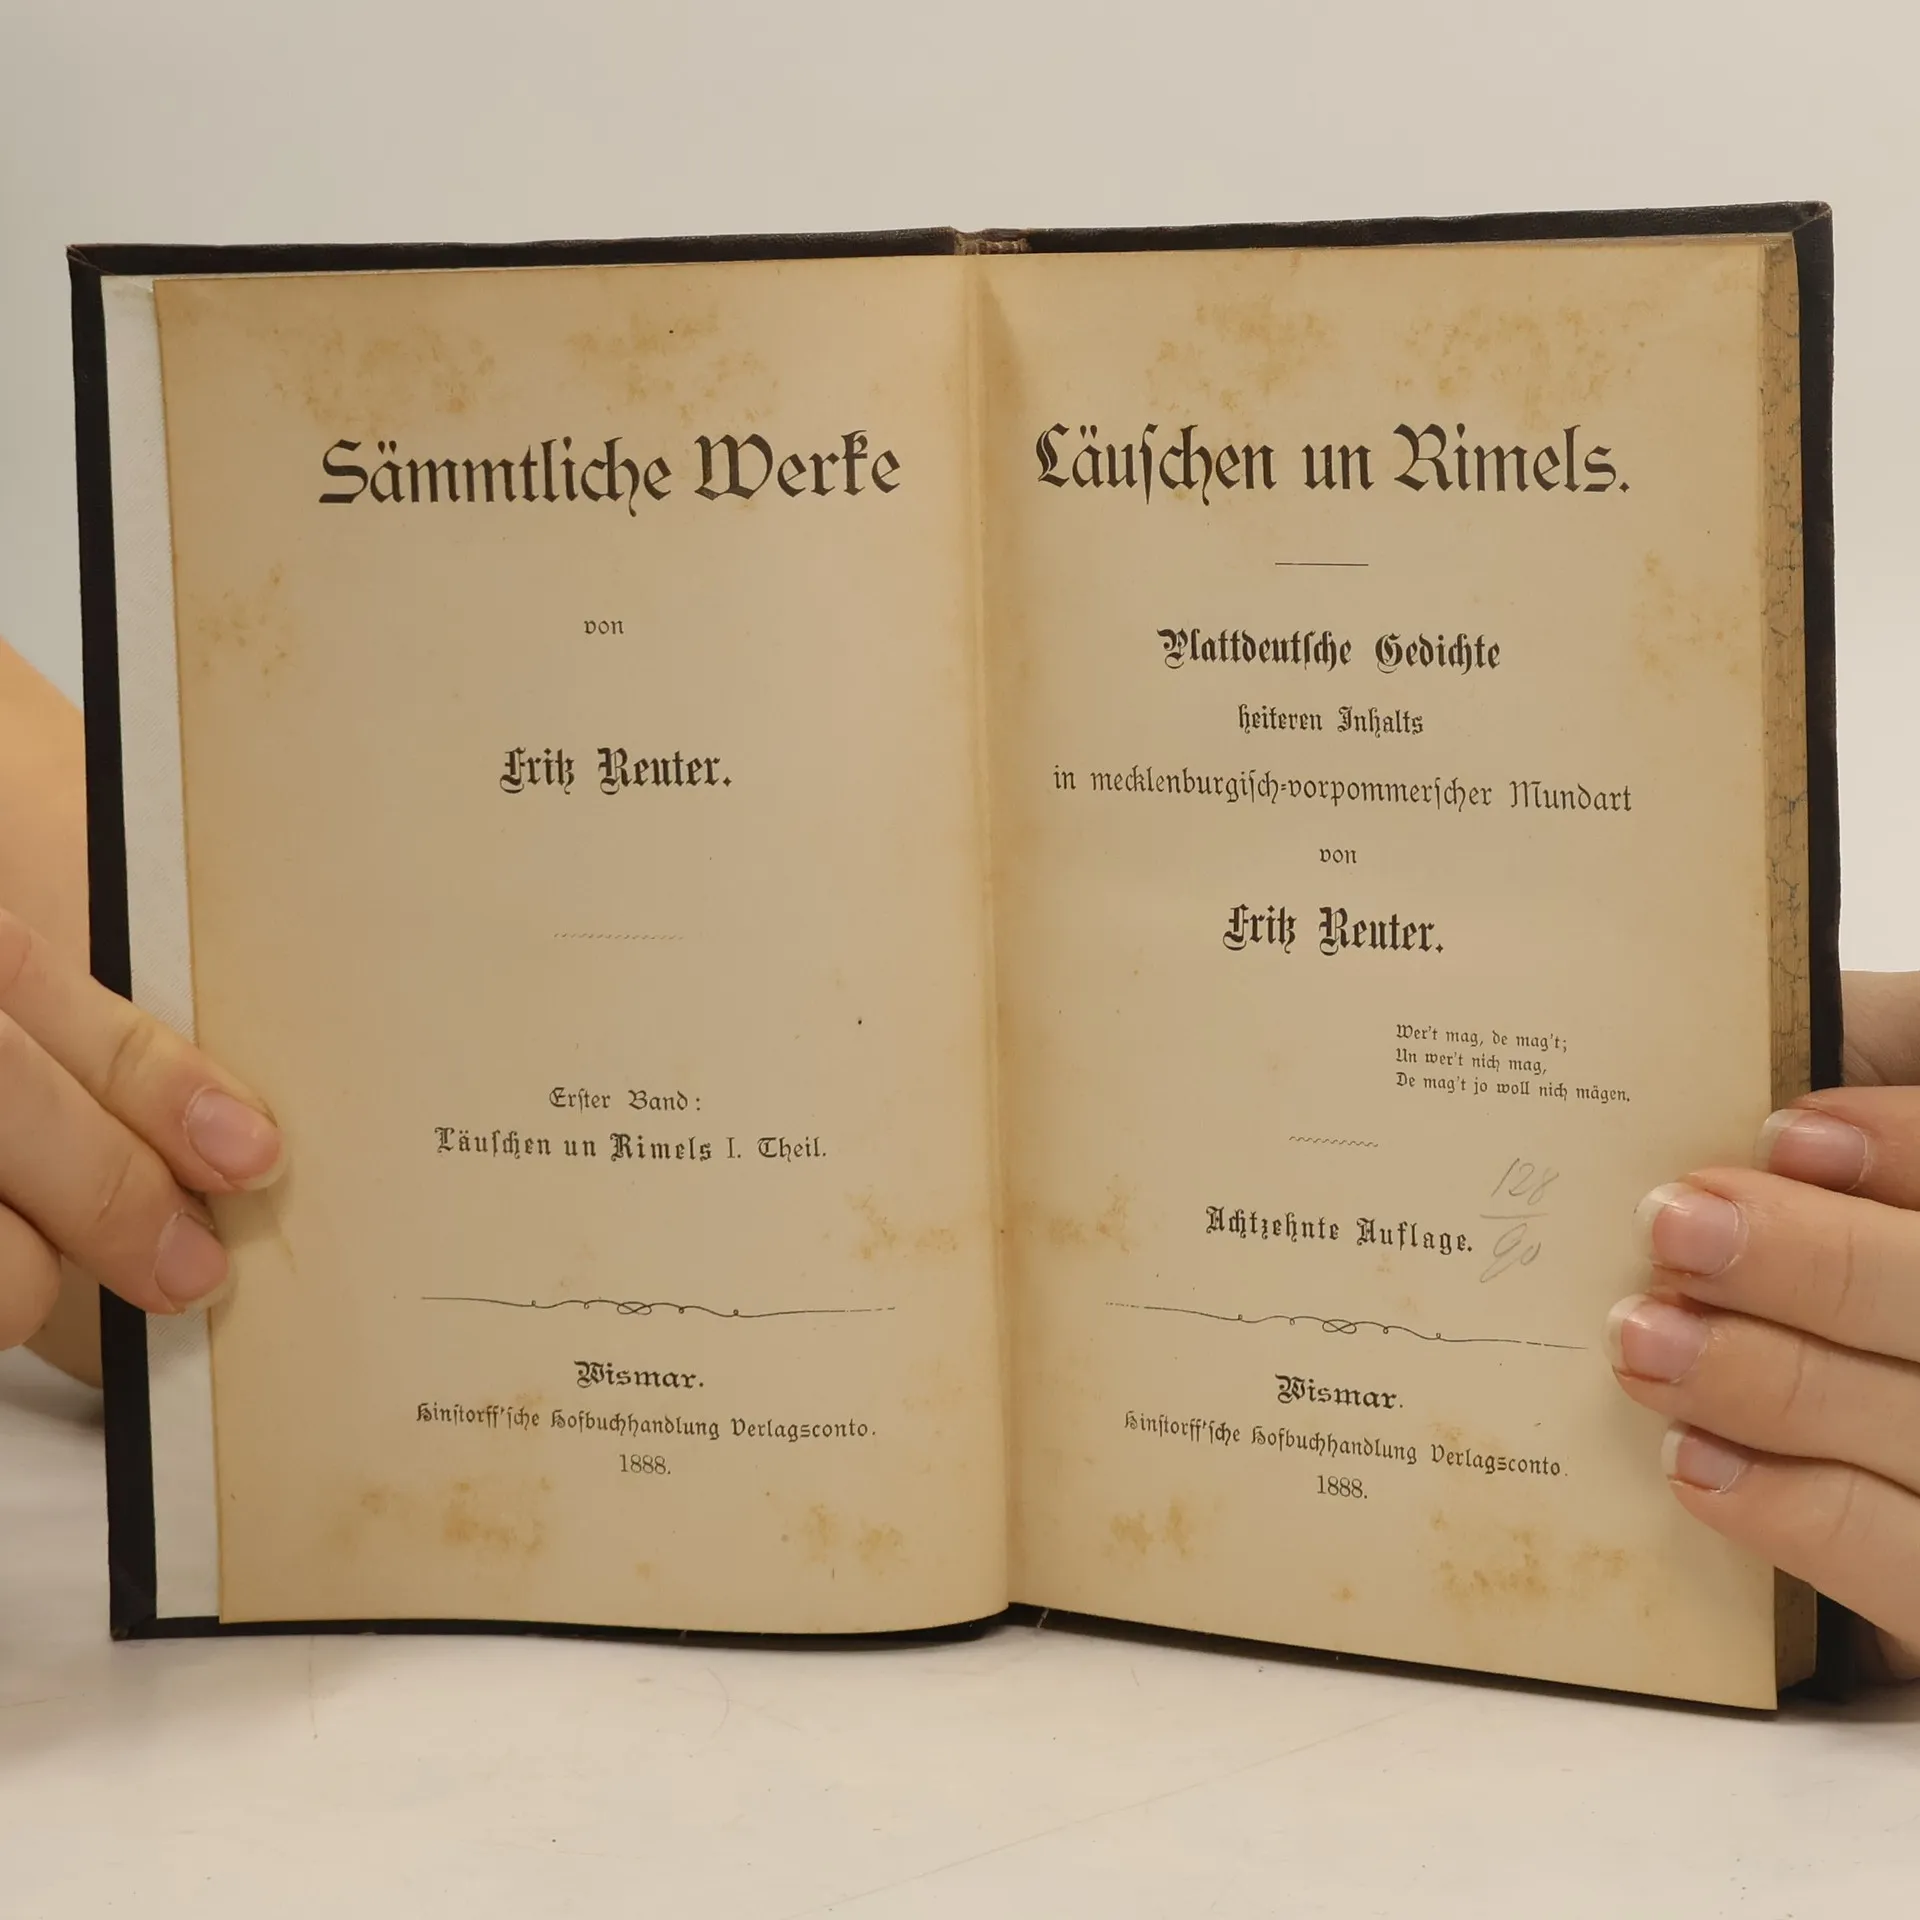 Sämmtliche Werke
von
Fritz Reuter.
Erster Band:
Läuschen un Rimels I. Theil.
Wismar.
Hinstorff'sche Hofbuchhandlung Verlagsconto.
1888.
Läuschen un Rimels.
Plattdeutsche Gedichte
heiteren Inhalts
in mecklenburgisch-vorpommerscher Mundart
von
Fritz Reuter.
Wer't mag, de mag't;
Un wer't nich mag,
De mag't jo woll nich mägen.
128
90
Achtzehnte Auflage.
Wismar.
Hinstorff'sche Hofbuchhandlung Verlagsconto.
1888.